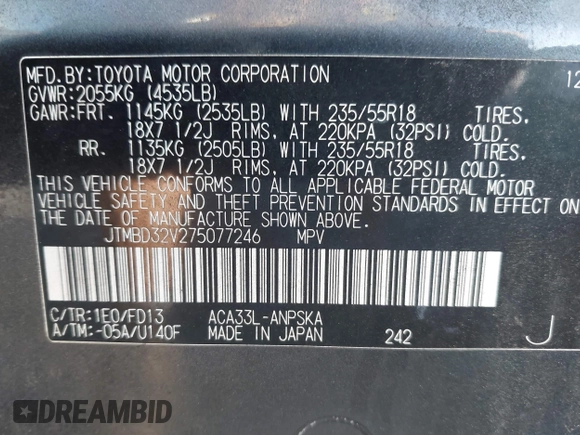 MFD.BY:TOYOTA MOTOR CORPORATION 12
GVWR:2055KG (4535LB)
GAWR:FRT. 1145KG (2535LB) WITH 235/55R18 TIRES,
18X7 1/2J RIMS, AT 220KPA (32PSI) COLD.
RR. 1135KG (2505LB) WITH 235/55R18 TIRES,
18X7 1/2J RIMS, AT 220KPA (32PSI) COLD.
THIS VEHICLE CONFORMS TO ALL APPLICABLE FEDERAL MOTOR
VEHICLE SAFETY AND THEFT PREVENTION STANDARDS IN EFFECT ON
THE DATE OF MANUFACTURE SHOWN ABOVE.
JTMBD32V275077246 MPV
C/TR:1E0/FD13 ACA33L-ANPSKA
A/TM:-05A/U140F MADE IN JAPAN 242 J
DREAMBID